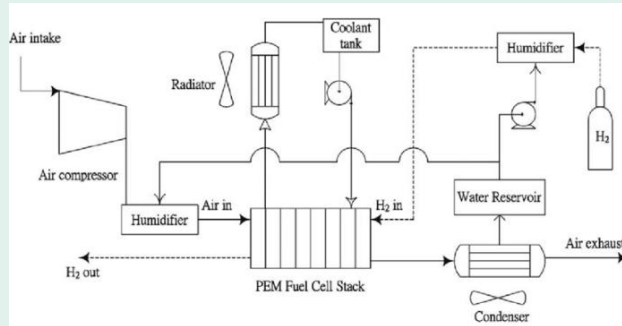 Air intake
Air compressor
Radiator
Coolant
tank
Humidifier
H₂
Humidifier
Air in
H₂ in
Water Reservoir
H₂ out
PEM Fuel Cell Stack
Air exhaust
Condenser